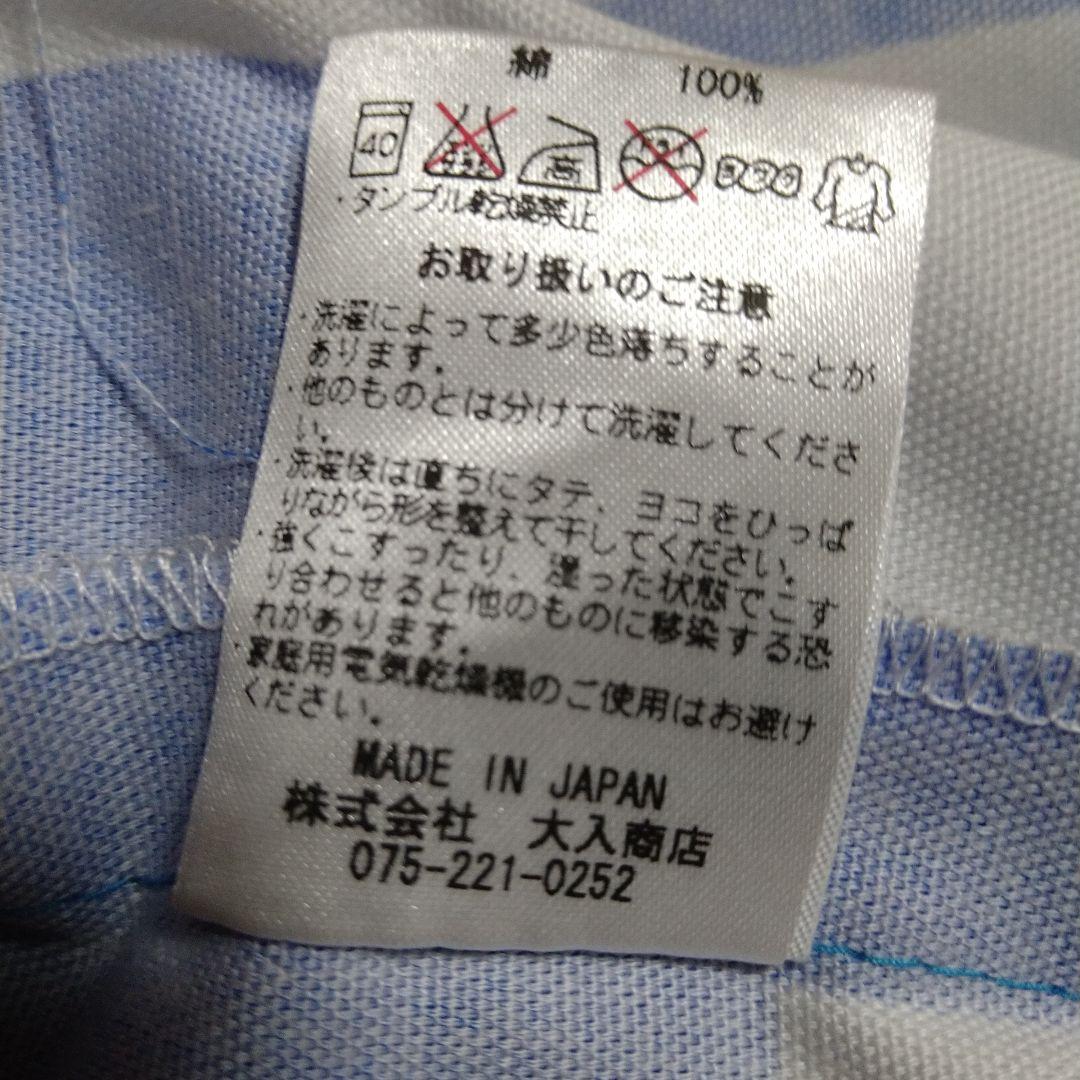 綿 100%
40 高
・タンブル乾燥禁止
お取り扱いのご注意
・洗濯によって多少色落ちすることが
あります。
・他のものとは分けて洗濯してくださ
い。
・洗濯後は直ちにタテ、ヨコをひっぱ
りながら形を整えて干してください。
・強くこすったり、湿った状態でこす
り合わせると他のものに移染する恐
れがあります。
・家庭用電気乾燥機のご使用はお避け
ください。
MADE IN JAPAN
株式会社 大入商店
075-221-0252